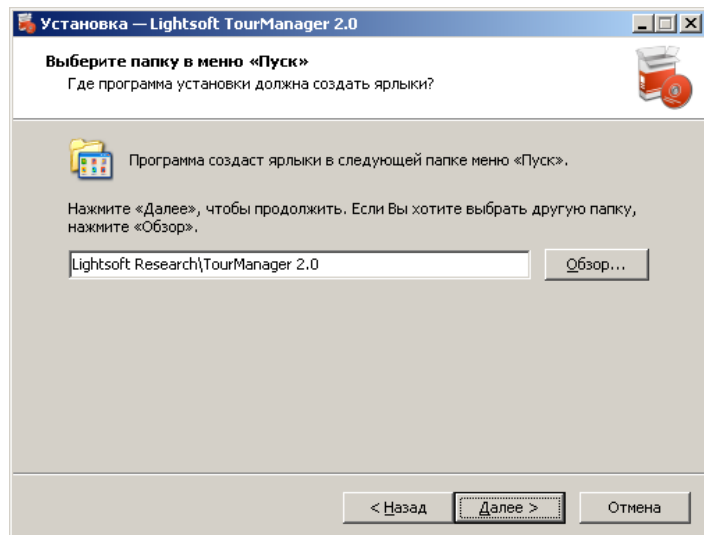 Установка — Lightsoft TourManager 2.0
Выберите папку в меню «Пуск»
Где программа установки должна создать ярлыки?
Программа создаст ярлыки в следующей папке меню «Пуск».
Нажмите «Далее», чтобы продолжить. Если Вы хотите выбрать другую папку,
нажмите «Обзор».
Lightsoft Research\TourManager 2.0
Обзор...
< Назад
Далее >
Отмена